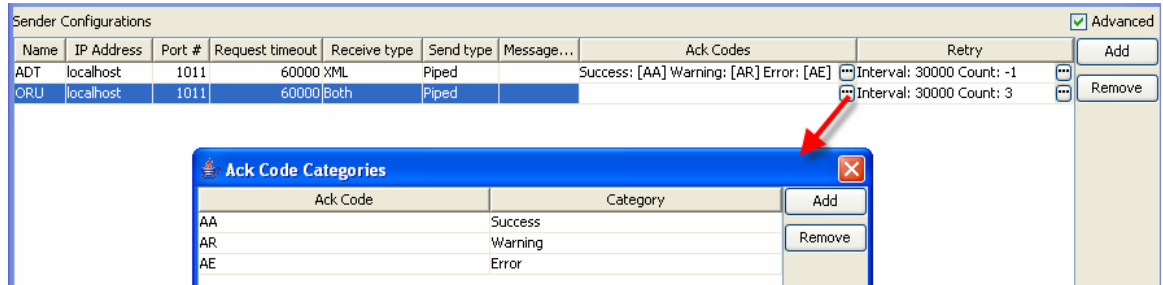 Sender Configurations Advanced
Name IP Address Port # Request timeout Receive type Send type Message... Ack Codes Retry Add
ADT localhost 1011 60000 XML Piped Success: [AA] Warning: [AR] Error: [AE] ... Interval: 30000 Count: -1 ...
ORU localhost 1011 60000 Both Piped ... Interval: 30000 Count: 3 ... Remove
Ack Code Categories
Ack Code Category Add
AA Success
AR Warning Remove
AE Error